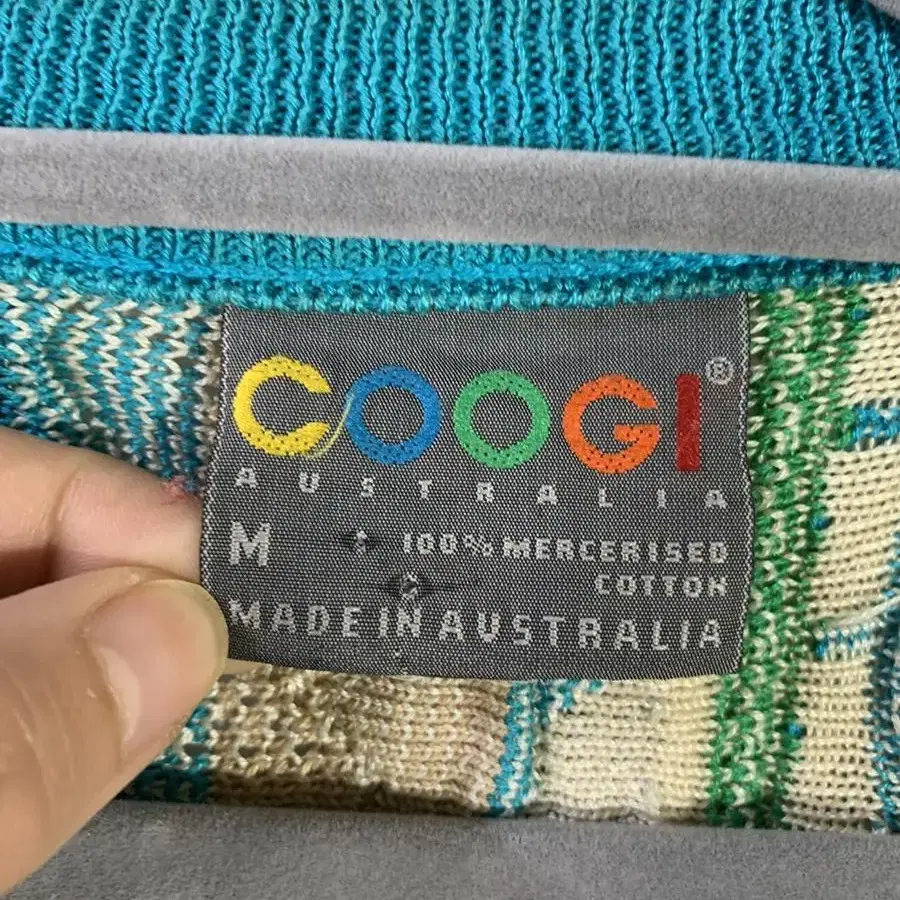 COOGI®
AUSTRALIA
M 100% MERCERISED
COTTON
MADE IN AUSTRALIA